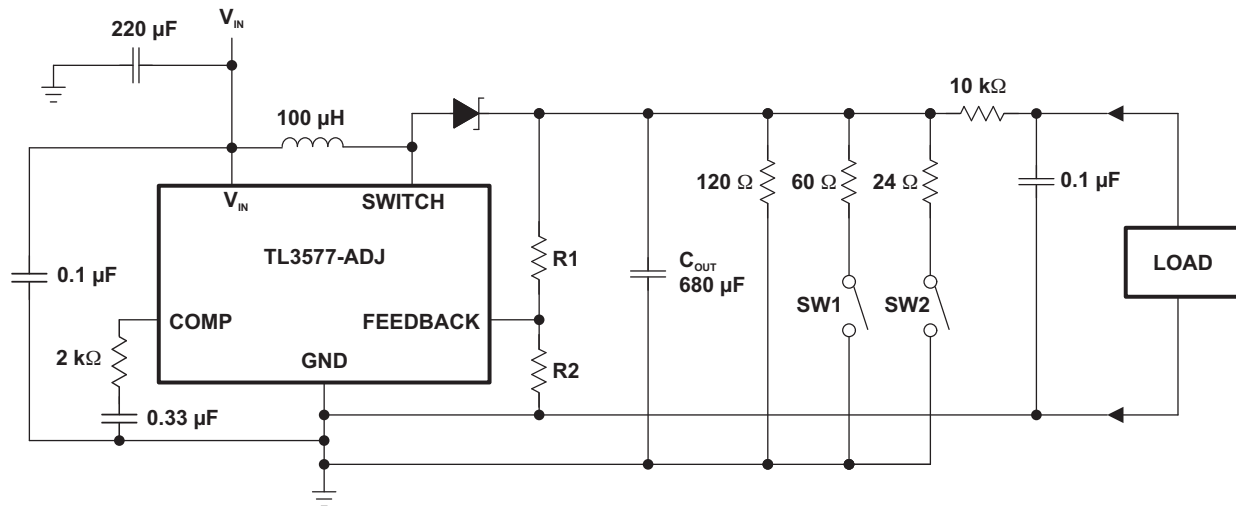 V_IN
220 µF
10 kΩ
100 µH
V_IN
SWITCH
120 Ω
60 Ω
24 Ω
0.1 µF
TL3577-ADJ
R1
C_OUT
680 µF
LOAD
0.1 µF
SW1
SW2
COMP
FEEDBACK
2 kΩ
GND
R2
0.33 µF